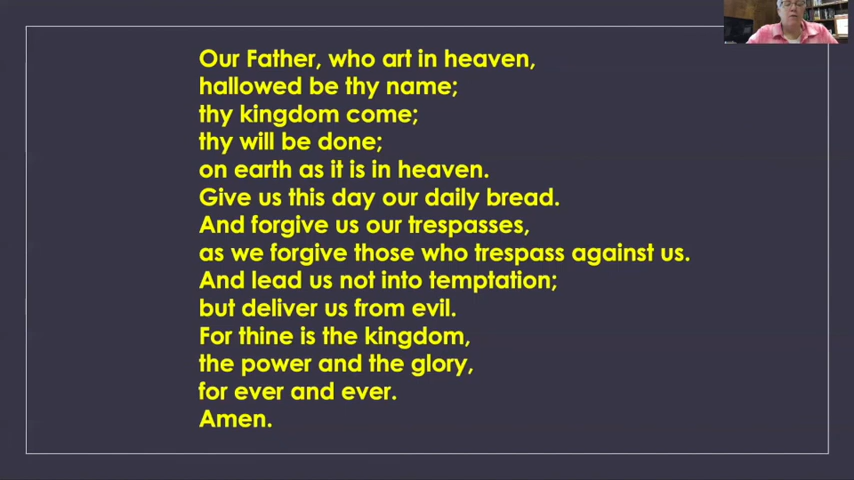 Our Father, who art in heaven,
hallowed be thy name;
thy kingdom come;
thy will be done;
on earth as it is in heaven.
Give us this day our daily bread.
And forgive us our trespasses,
as we forgive those who trespass against us.
And lead us not into temptation;
but deliver us from evil.
For thine is the kingdom,
the power and the glory,
for ever and ever.
Amen.